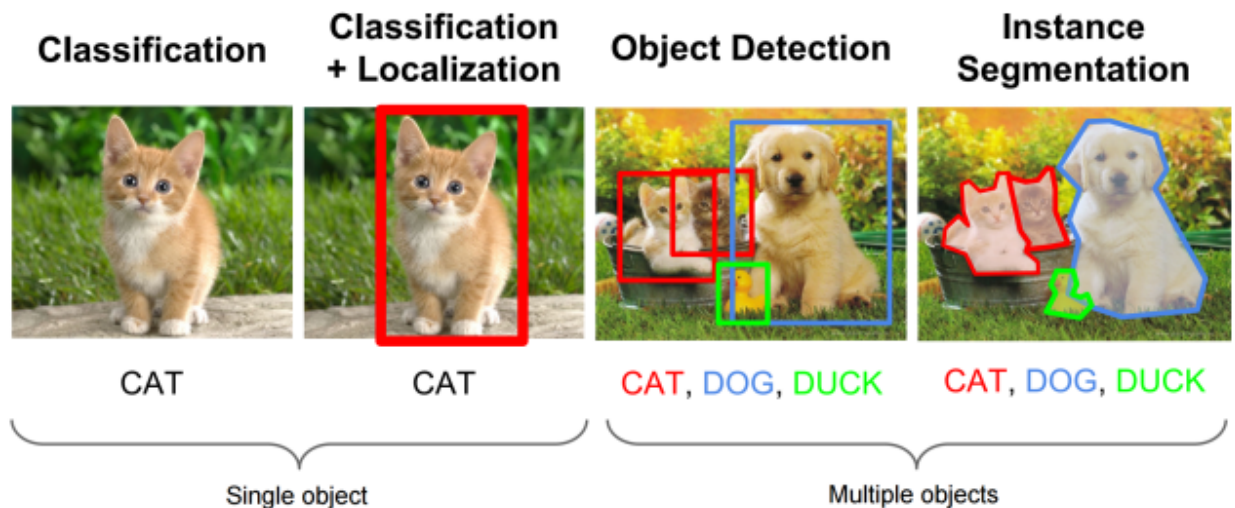 Classification
Classification
+ Localization
Object Detection
Instance
Segmentation
CAT
CAT
CAT, DOG, DUCK
CAT, DOG, DUCK
Single object
Multiple objects